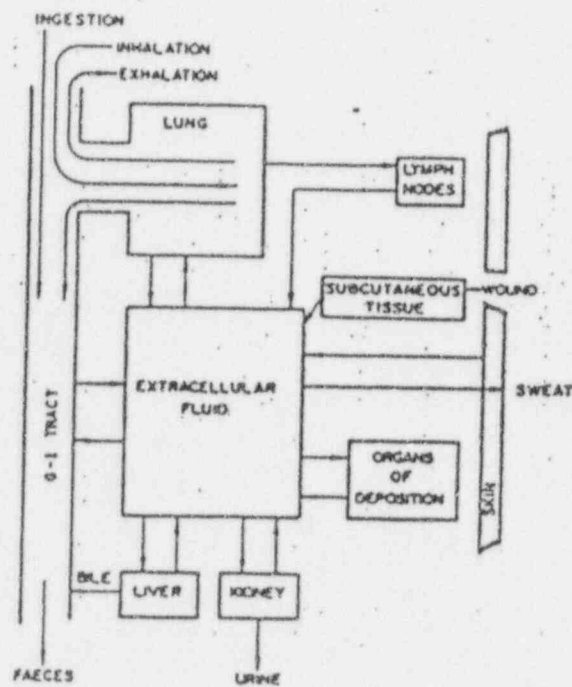 INGESTION
INHALATION
EXHALATION
LUNG
LYMPH
NODES
SUBCUTANEOUS
TISSUE
WOUND
EXTRACELLULAR
FLUID.
SWEAT
G-I TRACT
ORGANS
OF
DEPOSITION
SKIN
BILE
LIVER
KIDNEY
FAECES
URINE